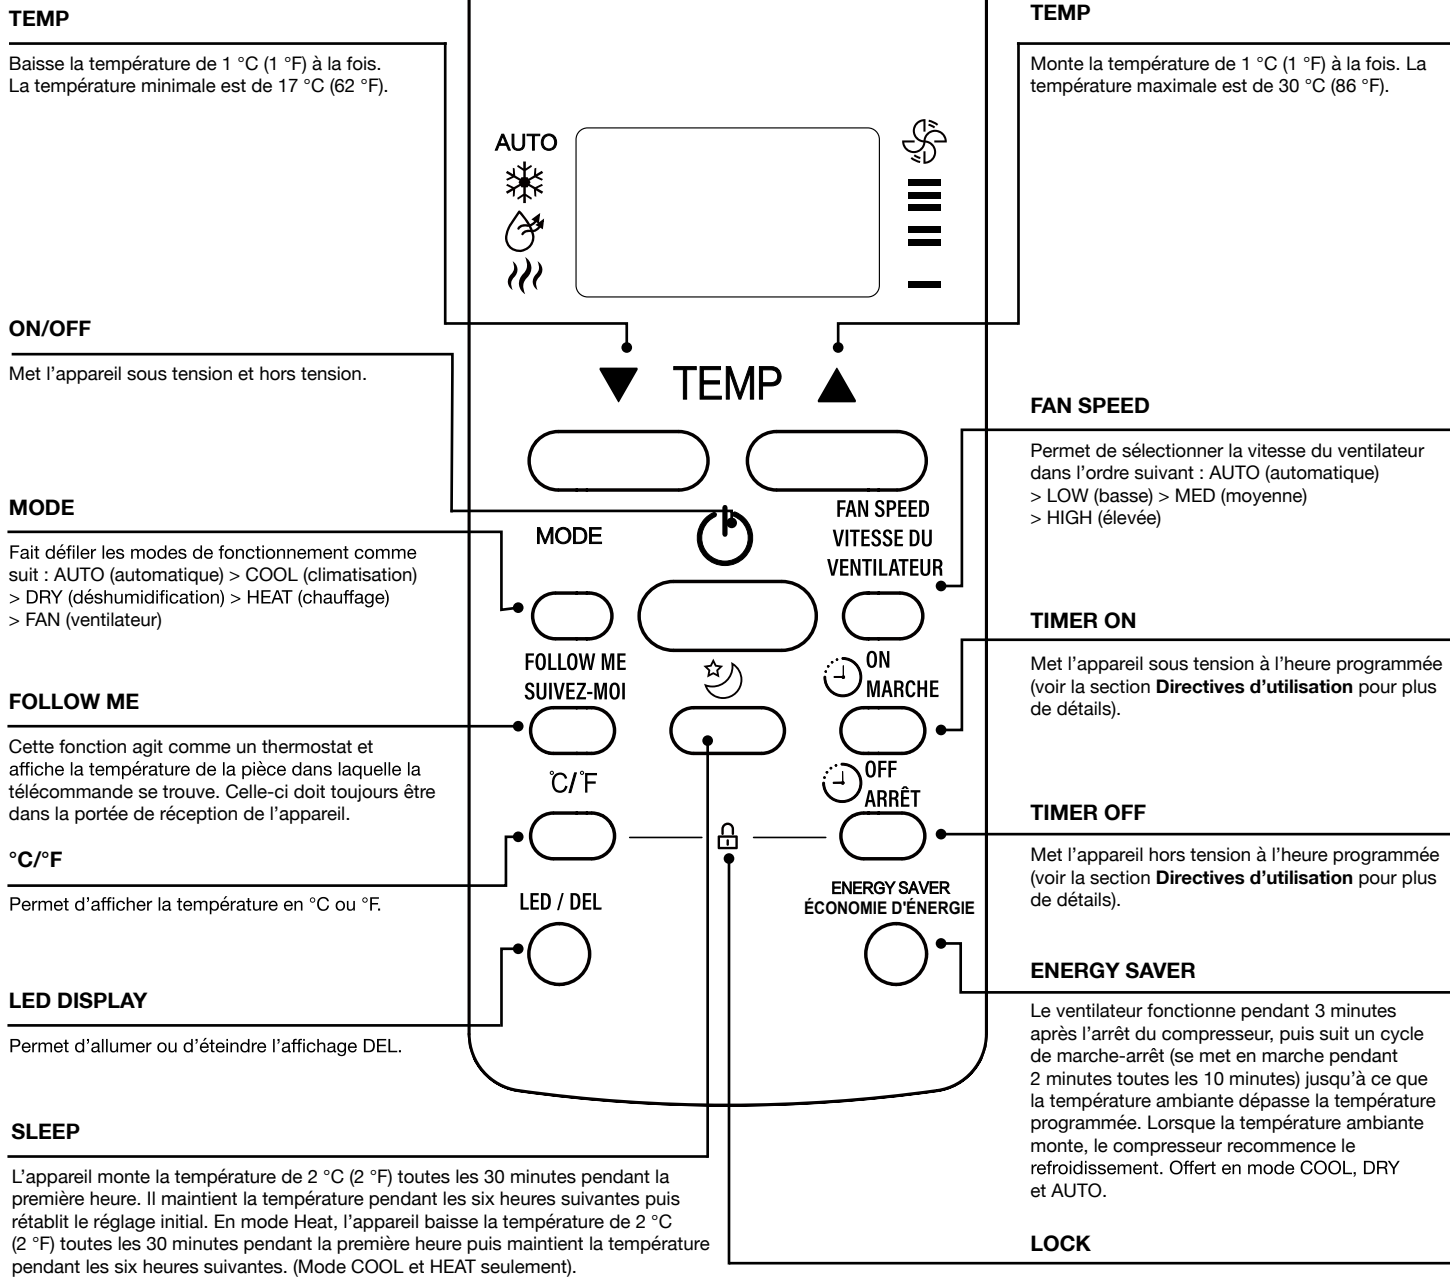 TEMP
Baisse la température de 1 °C (1 °F) à la fois.
La température minimale est de 17 °C (62 °F).
ON/OFF
Met l'appareil sous tension et hors tension.
MODE
Fait défiler les modes de fonctionnement comme
suit : AUTO (automatique) > COOL (climatisation)
> DRY (déshumidification) > HEAT (chauffage)
> FAN (ventilateur)
FOLLOW ME
Cette fonction agit comme un thermostat et
affiche la température de la pièce dans laquelle la
télécommande se trouve. Celle-ci doit toujours être
dans la portée de réception de l'appareil.
°C/°F
Permet d'afficher la température en °C ou °F.
LED DISPLAY
Permet d'allumer ou d'éteindre l'affichage DEL.
SLEEP
L'appareil monte la température de 2 °C (2 °F) toutes les 30 minutes pendant la
première heure. Il maintient la température pendant les six heures suivantes puis
rétablit le réglage initial. En mode Heat, l'appareil baisse la température de 2 °C
(2 °F) toutes les 30 minutes pendant la première heure puis maintient la température
pendant les six heures suivantes. (Mode COOL et HEAT seulement).
AUTO
TEMP
MODE
FAN SPEED
VITESSE DU
VENTILATEUR
FOLLOW ME
SUIVEZ-MOI
ON
MARCHE
°C/°F
OFF
ARRÊT
LED / DEL
ENERGY SAVER
ÉCONOMIE D'ÉNERGIE
TEMP
Monte la température de 1 °C (1 °F) à la fois. La
température maximale est de 30 °C (86 °F).
FAN SPEED
Permet de sélectionner la vitesse du ventilateur
dans l'ordre suivant : AUTO (automatique)
> LOW (basse) > MED (moyenne)
> HIGH (élevée)
TIMER ON
Met l'appareil sous tension à l'heure programmée
(voir la section Directives d'utilisation pour plus
de détails).
TIMER OFF
Met l'appareil hors tension à l'heure programmée
(voir la section Directives d'utilisation pour plus
de détails).
ENERGY SAVER
Le ventilateur fonctionne pendant 3 minutes
après l'arrêt du compresseur, puis suit un cycle
de marche-arrêt (se met en marche pendant
2 minutes toutes les 10 minutes) jusqu'à ce que
la température ambiante dépasse la température
programmée. Lorsque la température ambiante
monte, le compresseur recommence le
refroidissement. Offert en mode COOL, DRY
et AUTO.
LOCK